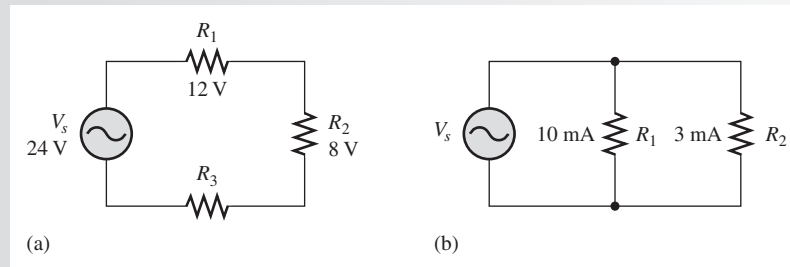 R₁
12 V
Vₛ
24 V
R₂
8 V
R₃
(a)
Vₛ
10 mA
R₁
3 mA
R₂
(b)